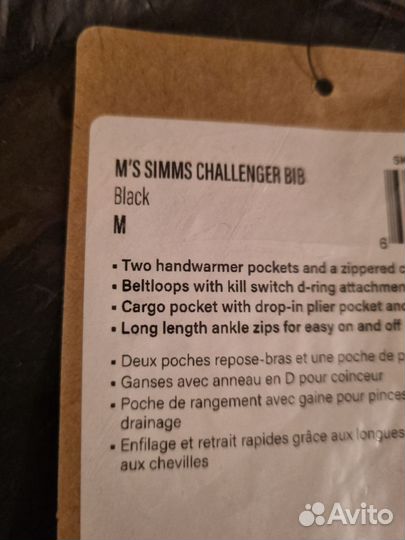 M'S SIMMS CHALLENGER BIB
Black
M
SK
6
▪ Two handwarmer pockets and a zippered c
▪ Beltloops with kill switch d-ring attachmen
▪ Cargo pocket with drop-in plier pocket and
▪ Long length ankle zips for easy on and off
▪ Deux poches repose-bras et une poche de p
▪ Ganses avec anneau en D pour coinceur
▪ Poche de rangement avec gaine pour pinces
drainage
▪ Enfilage et retrait rapides grâce aux longues
aux chevilles
Avito